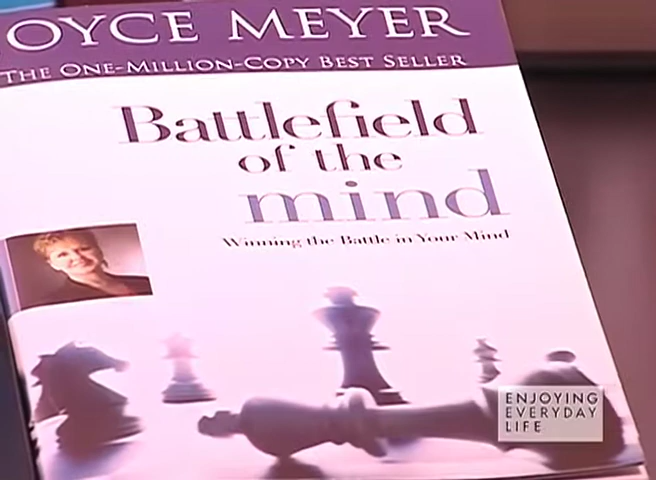 OYCE MEYER
THE ONE-MILLION-COPY BEST SELLER
Battlefield
of the
mind
Winning the Battle in Your Mind
ENJOYING
EVERYDAY
LIFE